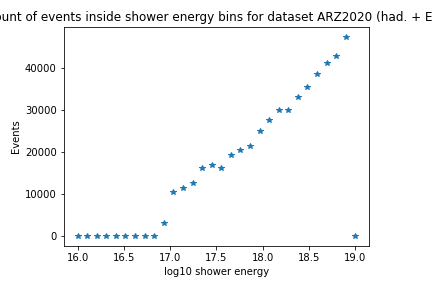 unt of events inside shower energy bins for dataset ARZ2020 (had. + E
40000
30000
20000
10000
0
Events
16.0 16.5 17.0 17.5 18.0 18.5 19.0
log10 shower energy